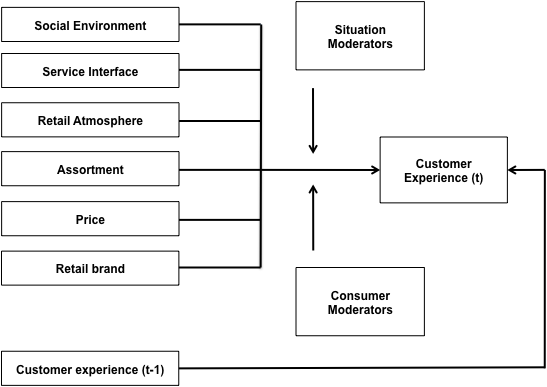 Social Environment
Service Interface
Retail Atmosphere
Assortment
Price
Retail brand
Customer experience (t-1)
Situation
Moderators
Consumer
Moderators
Customer
Experience (t)